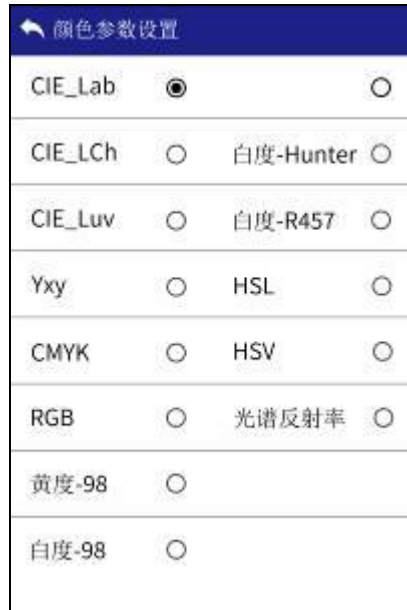 颜色参数设置
CIE_Lab
CIE_LCh 白度-Hunter
CIE_Luv 白度-R457
Yxy HSL
CMYK HSV
RGB 光谱反射率
黄度-98
白度-98